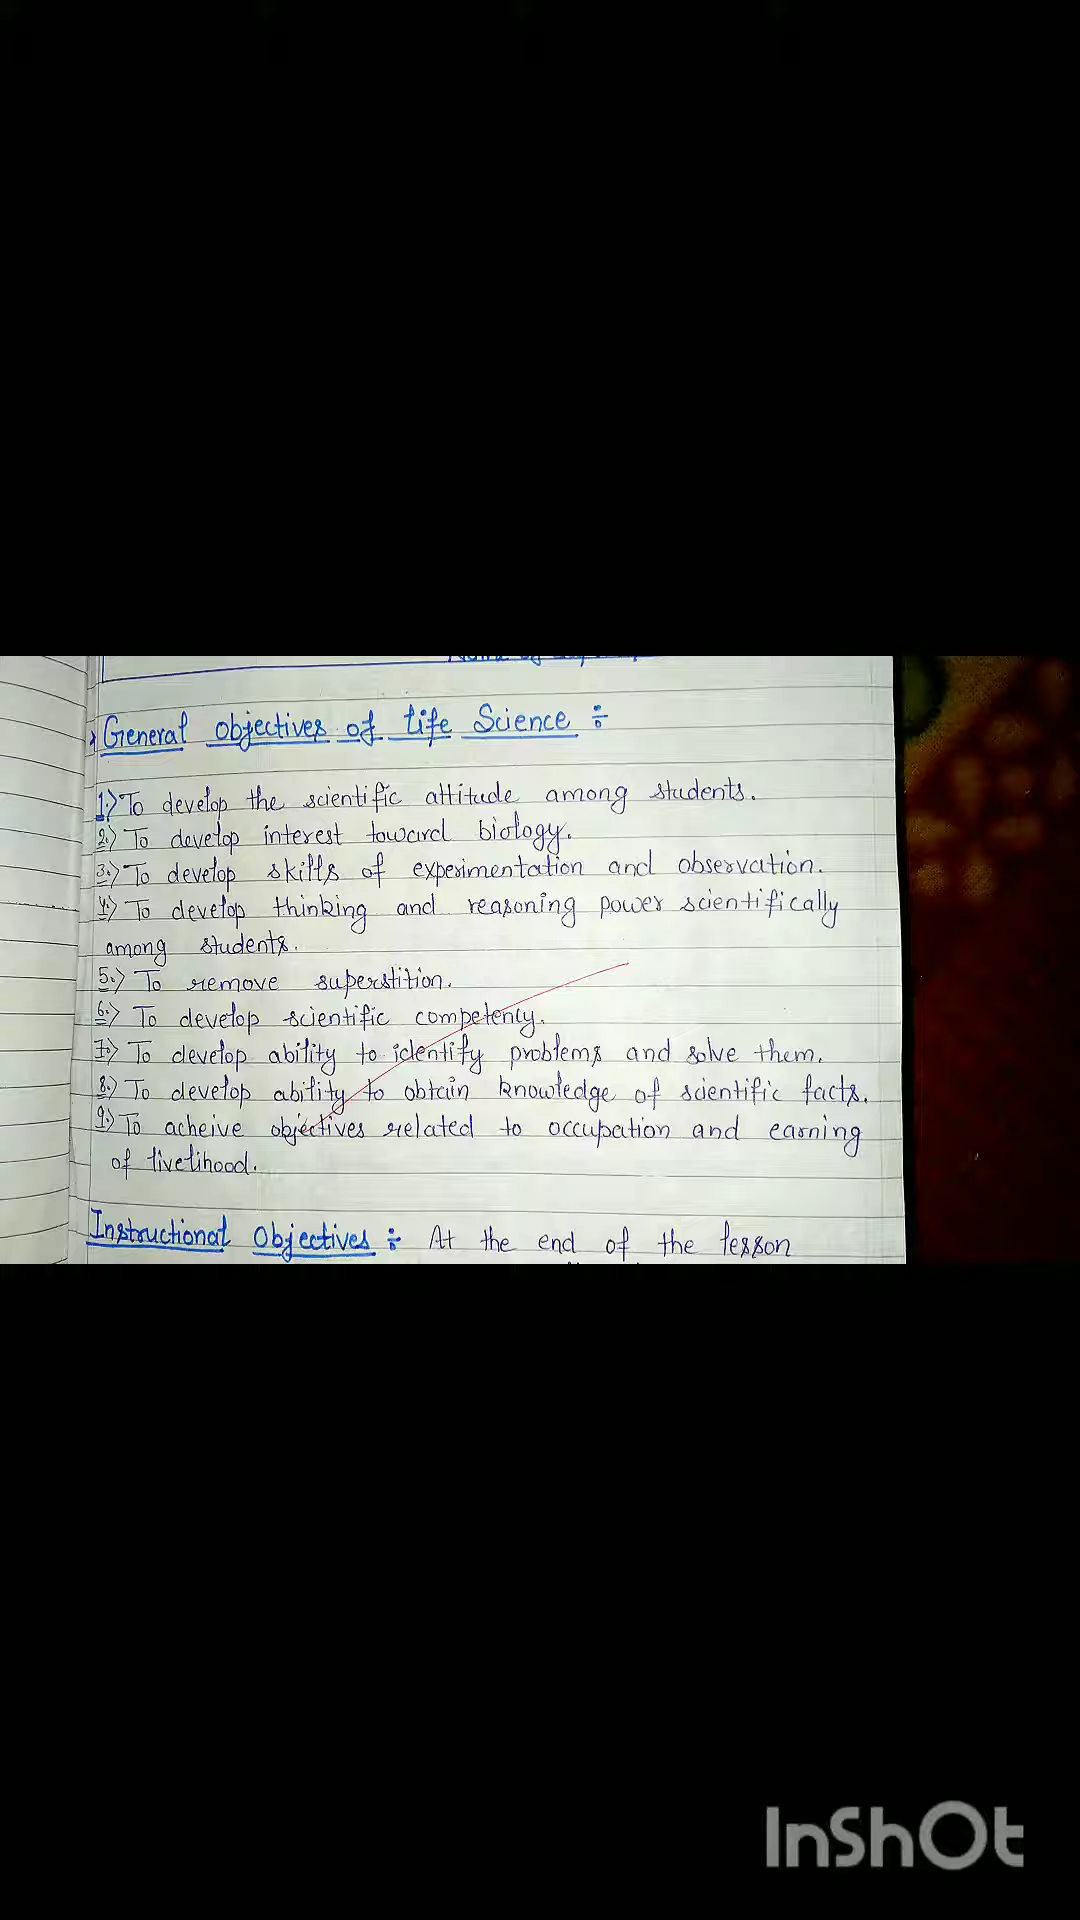 General Objectives of Life Science ÷
1.) To develop the scientific attitude among students.
2.) To develop interest toward biology.
3.) To develop skills of experimentation and observation.
4.) To develop thinking and reasoning power scientifically
among students.
5.) To remove superstition.
6.) To develop scientific competency.
7.) To develop ability to identify problems and solve them.
8.) To develop ability to obtain knowledge of scientific facts.
9.) To acheive objectives related to occupation and earning
of livelihood.
Instructional Objectives ÷ At the end of the lesson
InShOt